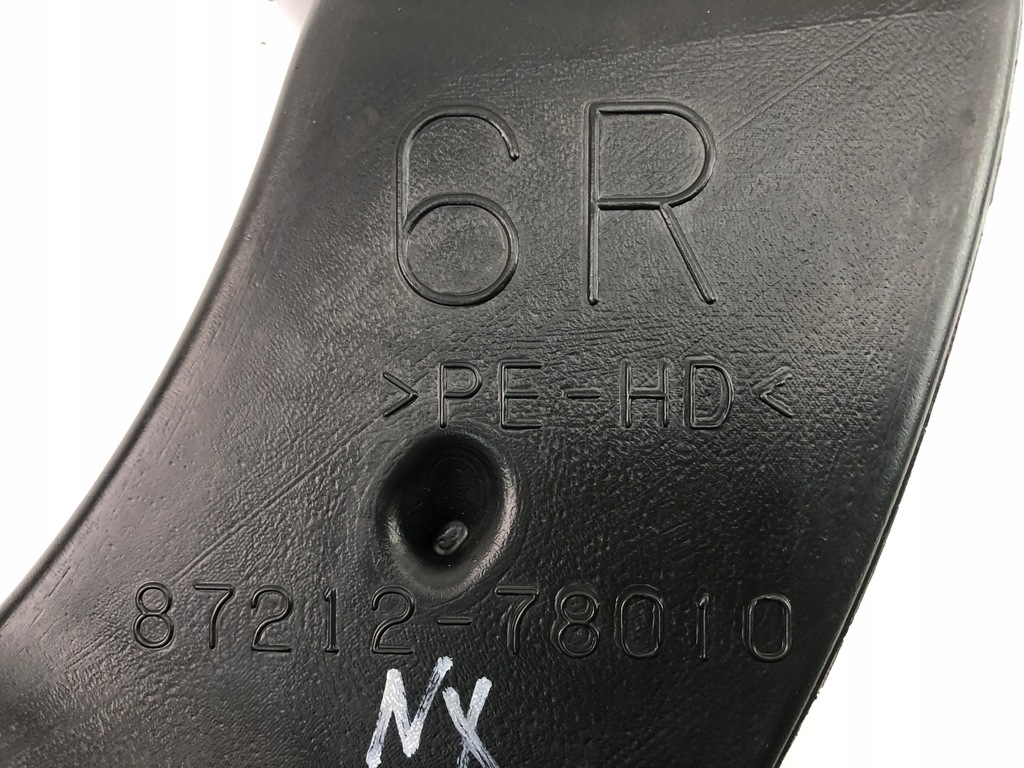 6R
>PE-HD<
87212-78010
NX